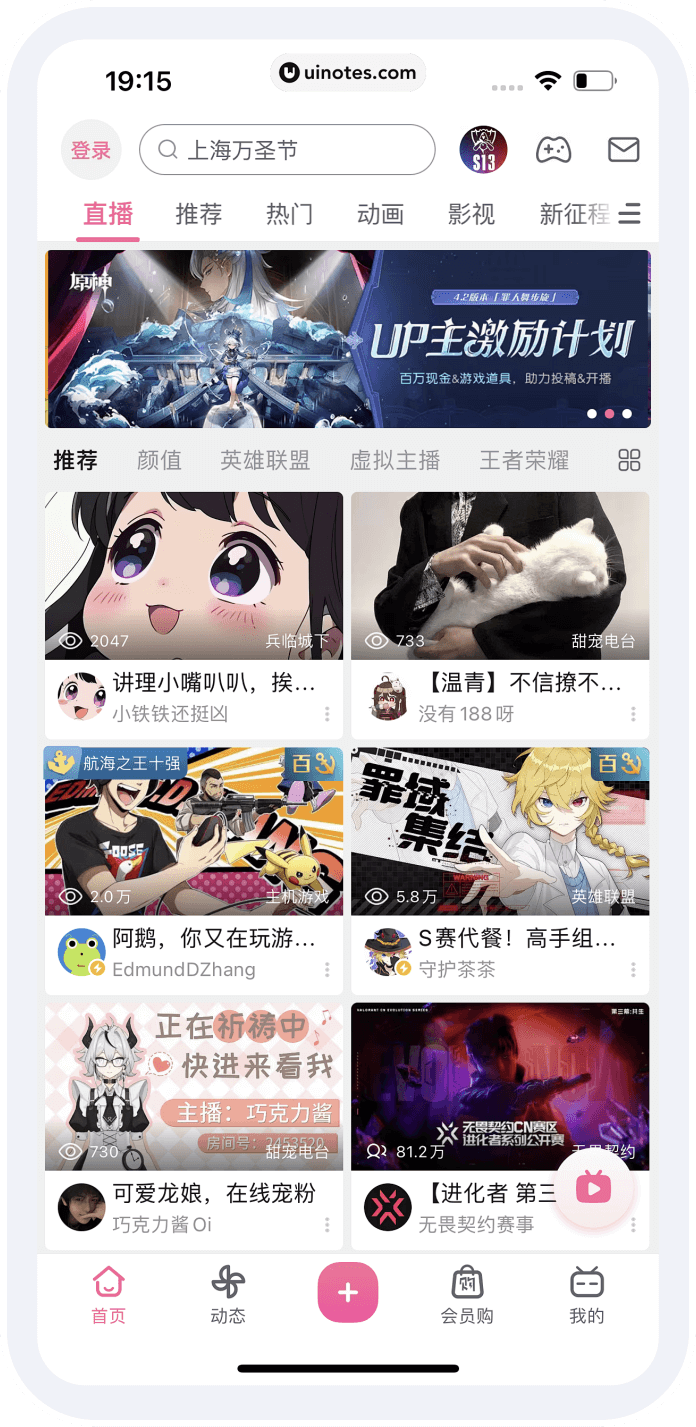 19:15
uinotes.com
登录
上海万圣节
S13
直播
推荐
热门
动画
影视
新征程
原神
4.2版本「罪人舞步旋」
UP主激励计划
百万现金&游戏道具，助力投稿&开播
推荐
颜值
英雄联盟
虚拟主播
王者荣耀
2047
兵临城下
讲理小嘴叭叭，挨...
小铁铁还挺凶
733
甜宠电台
【温青】不信撩不...
没有188呀
航海之王十强
百
2.0万
主机游戏
阿鹅，你又在玩游...
EdmundDZhang
百
罪域
集结
WARNING
5.8万
英雄联盟
S赛代餐！高手组...
守护茶茶
正在祈祷中
快进来看我
主播：巧克力酱
房间号：2453520
730
甜宠电台
可爱龙娘，在线宠粉
巧克力酱Oi
VALORANT CN EVOLUTION SERIES
第三幕:共生
无畏契约CN赛区
进化者系列公开赛
81.2万
无畏契约
【进化者 第三
无畏契约赛事
首页
动态
购
会员购
我的